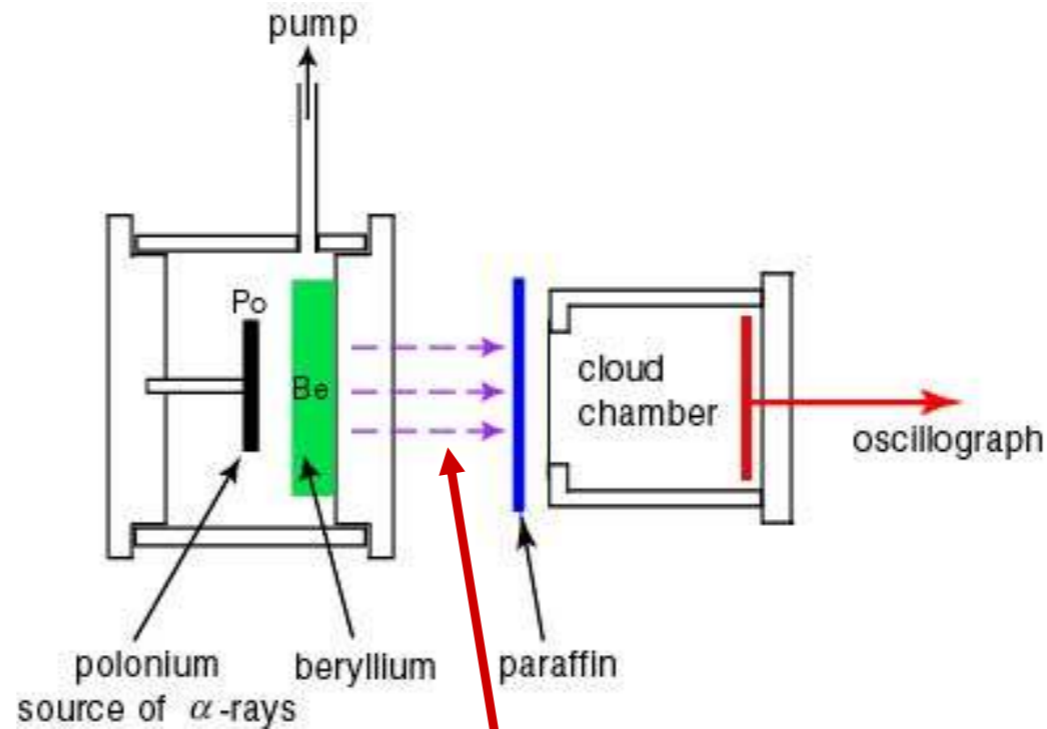 pump
Po
Be
cloud
chamber
oscillograph
polonium
source of α-rays
beryllium
paraffin